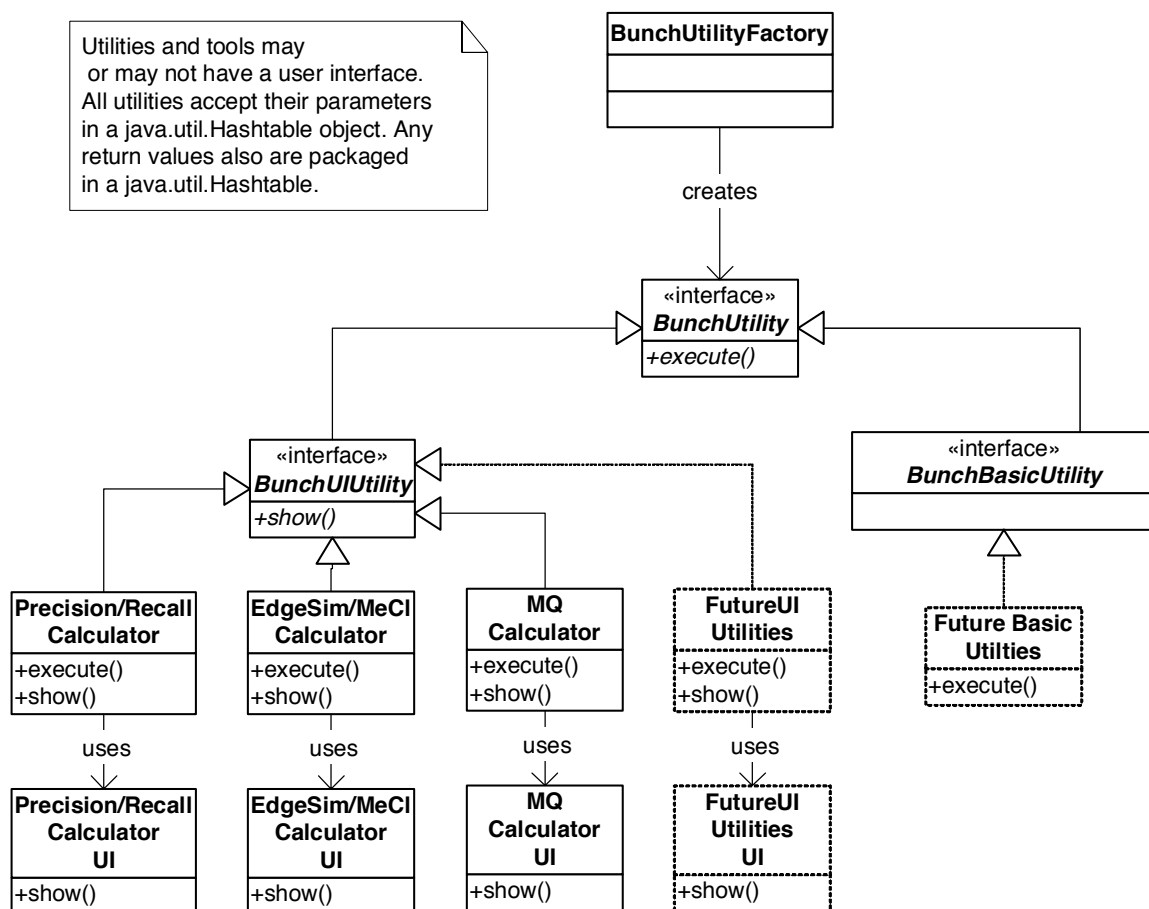 Utilities and tools may
or may not have a user interface.
All utilities accept their parameters
in a java.util.Hashtable object. Any
return values also are packaged
in a java.util.Hashtable.
BunchUtilityFactory
creates
«interface»
BunchUtility
+execute()
«interface»
BunchUIUtility
+show()
«interface»
BunchBasicUtility
Precision/Recall
Calculator
+execute()
+show()
EdgeSim/MeCl
Calculator
+execute()
+show()
MQ
Calculator
+execute()
+show()
FutureUI
Utilities
+execute()
+show()
Future Basic
Utilties
+execute()
uses
uses
uses
uses
Precision/Recall
Calculator
UI
+show()
EdgeSim/MeCl
Calculator
UI
+show()
MQ
Calculator
UI
+show()
FutureUI
Utilities
UI
+show()